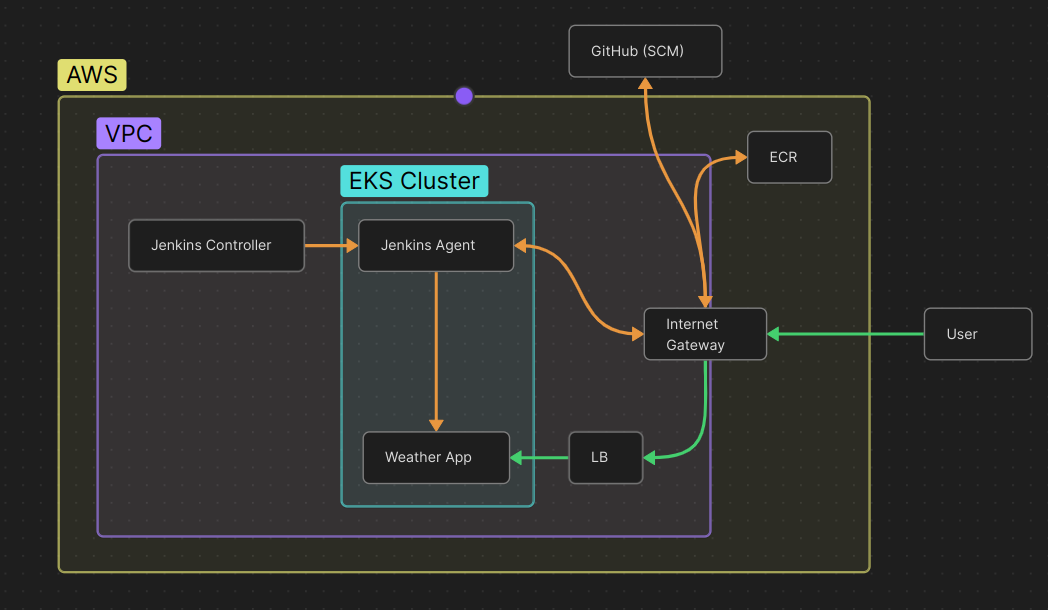 GitHub (SCM)
AWS
VPC
ECR
EKS Cluster
Jenkins Controller
Jenkins Agent
Internet
Gateway
User
Weather App
LB